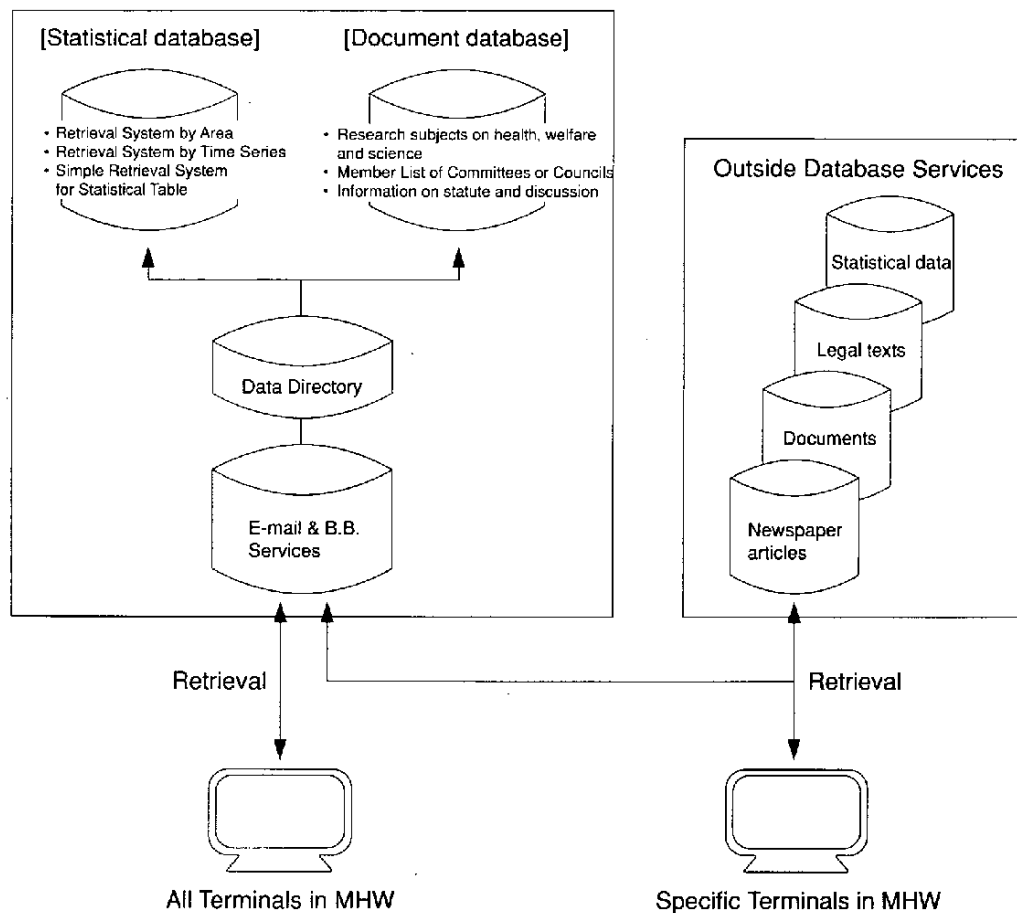 [Statistical database]
• Retrieval System by Area
• Retrieval System by Time Series
• Simple Retrieval System
for Statistical Table
[Document database]
• Research subjects on health, welfare
and science
• Member List of Committees or Councils
• Information on statute and discussion
Data Directory
E-mail & B.B.
Services
Outside Database Services
Statistical data
Legal texts
Documents
Newspaper
articles
Retrieval
Retrieval
All Terminals in MHW
Specific Terminals in MHW